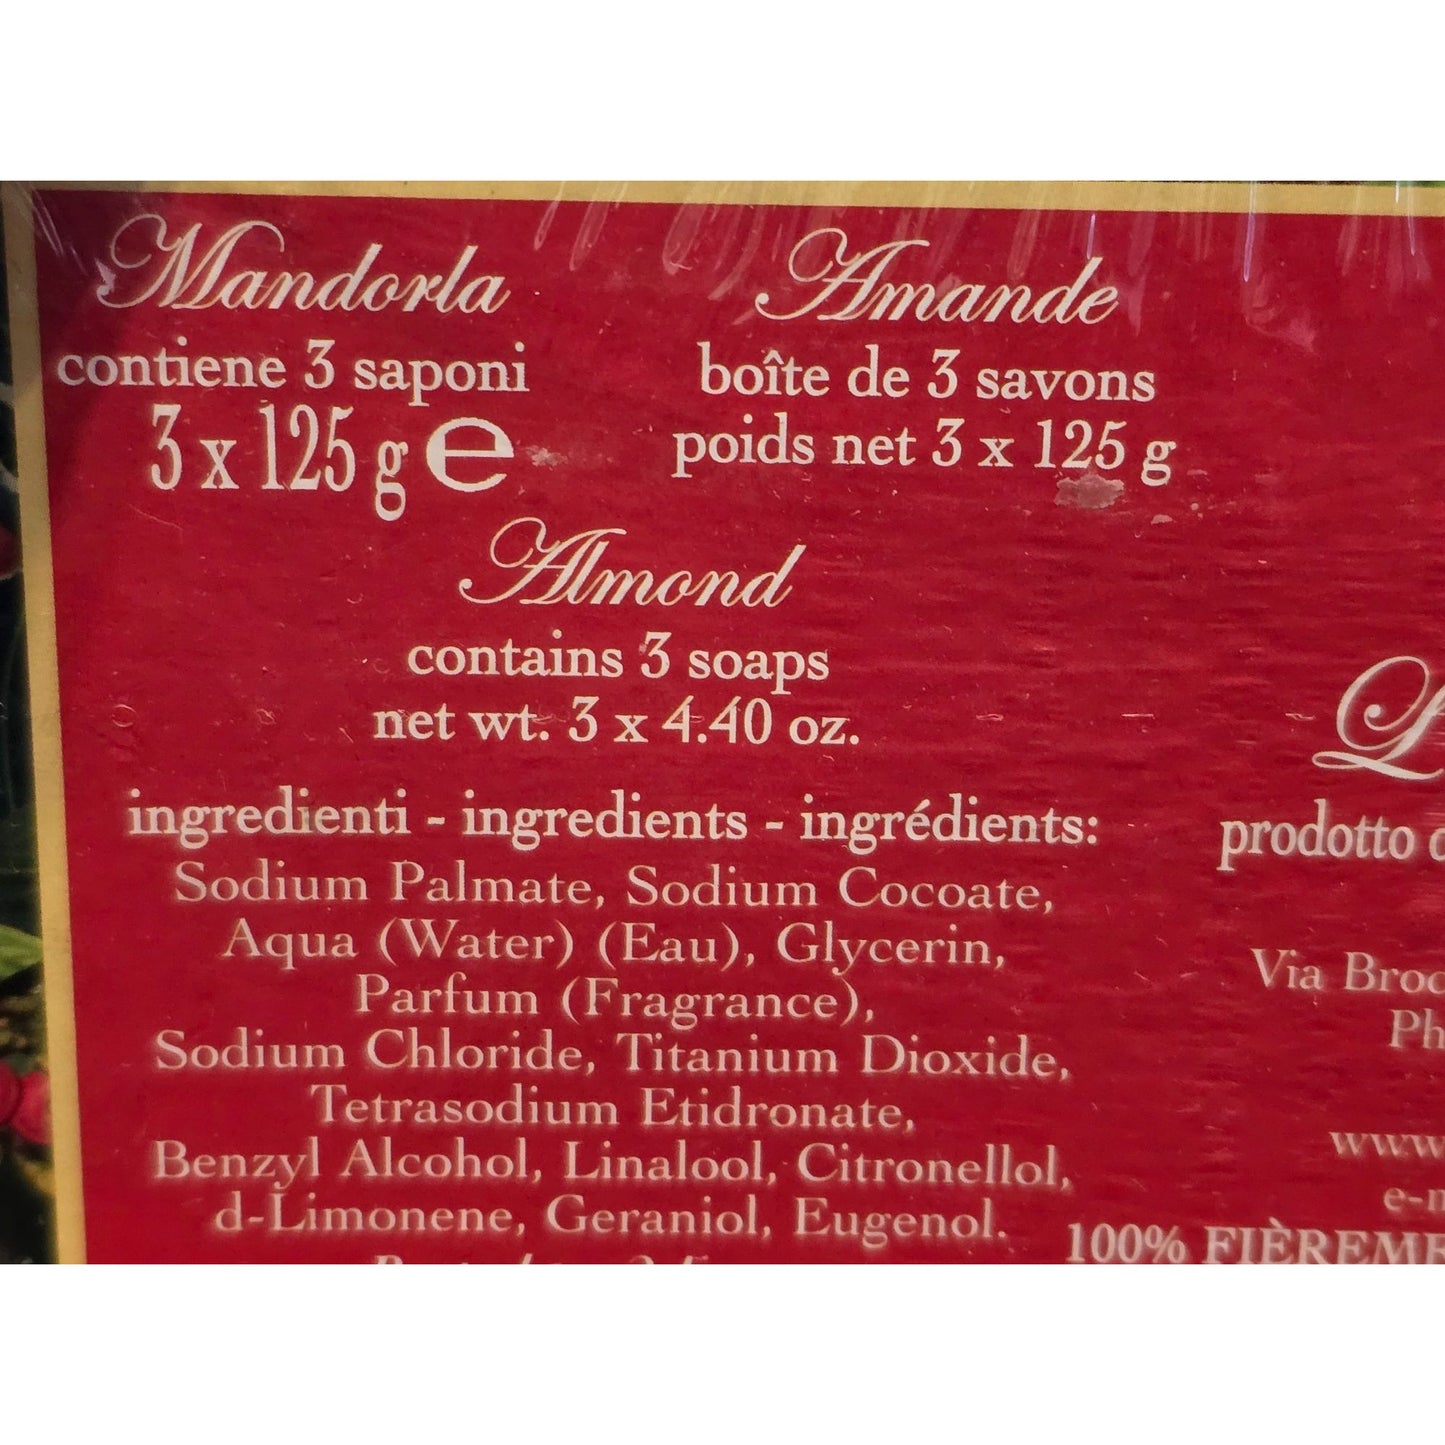 Mandorla
contiene 3 saponi
3 x 125 g e
Amande
boîte de 3 savons
poids net 3 x 125 g
Almond
contains 3 soaps
net wt. 3 x 4.40 oz.
ingredienti - ingredients - ingrédients:
Sodium Palmate, Sodium Cocoate,
Aqua (Water) (Eau), Glycerin,
Parfum (Fragrance),
Sodium Chloride, Titanium Dioxide,
Tetrasodium Etidronate,
Benzyl Alcohol, Linalool, Citronellol,
d-Limonene, Geraniol, Eugenol.
prodotto
Via
100%